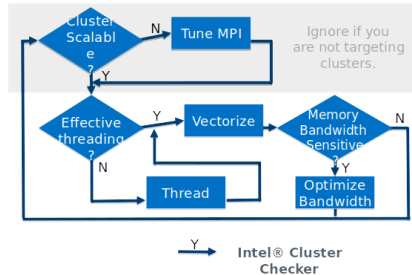 Cluster
Scalabl
e
?
N
Tune MPI
Ignore if you
are not targeting
clusters.
Y
Effective
threading
?
Y
Vectorize
Memory
Bandwidth
Sensitive
?
N
N
Thread
Y
Optimize
Bandwidth
Y
Intel® Cluster
Checker